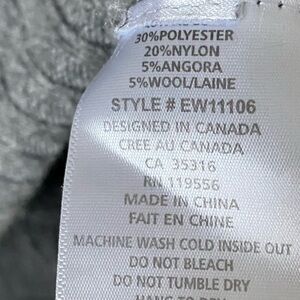 30%POLYESTER
20%NYLON
5%ANGORA
5%WOOL/LAINE
STYLE # EW11106
DESIGNED IN CANADA
CREE AU CANADA
CA 35316
RN 119556
MADE IN CHINA
FAIT EN CHINE
MACHINE WASH COLD INSIDE OUT
DO NOT BLEACH
DO NOT TUMBLE DRY